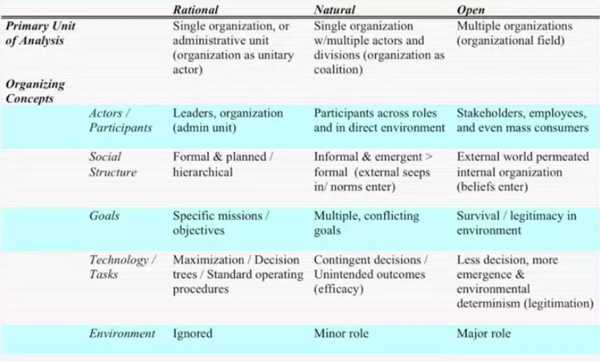 Rational Natural Open
Primary Unit of Analysis
Single organization, or administrative unit (organization as unitary actor)
Single organization w/multiple actors and divisions (organization as coalition)
Multiple organizations (organizational field)
Organizing Concepts
Actors / Participants
Leaders, organization (admin unit)
Participants across roles and in direct environment
Stakeholders, employees, and even mass consumers
Social Structure
Formal & planned / hierarchical
Informal & emergent > formal (external seeps in/ norms enter)
External world permeated internal organization (beliefs enter)
Goals
Specific missions / objectives
Multiple, conflicting goals
Survival / legitimacy in environment
Technology / Tasks
Maximization / Decision trees / Standard operating procedures
Contingent decisions / Unintended outcomes (efficacy)
Less decision, more emergence & environmental determinism (legitimation)
Environment Ignored Minor role Major role